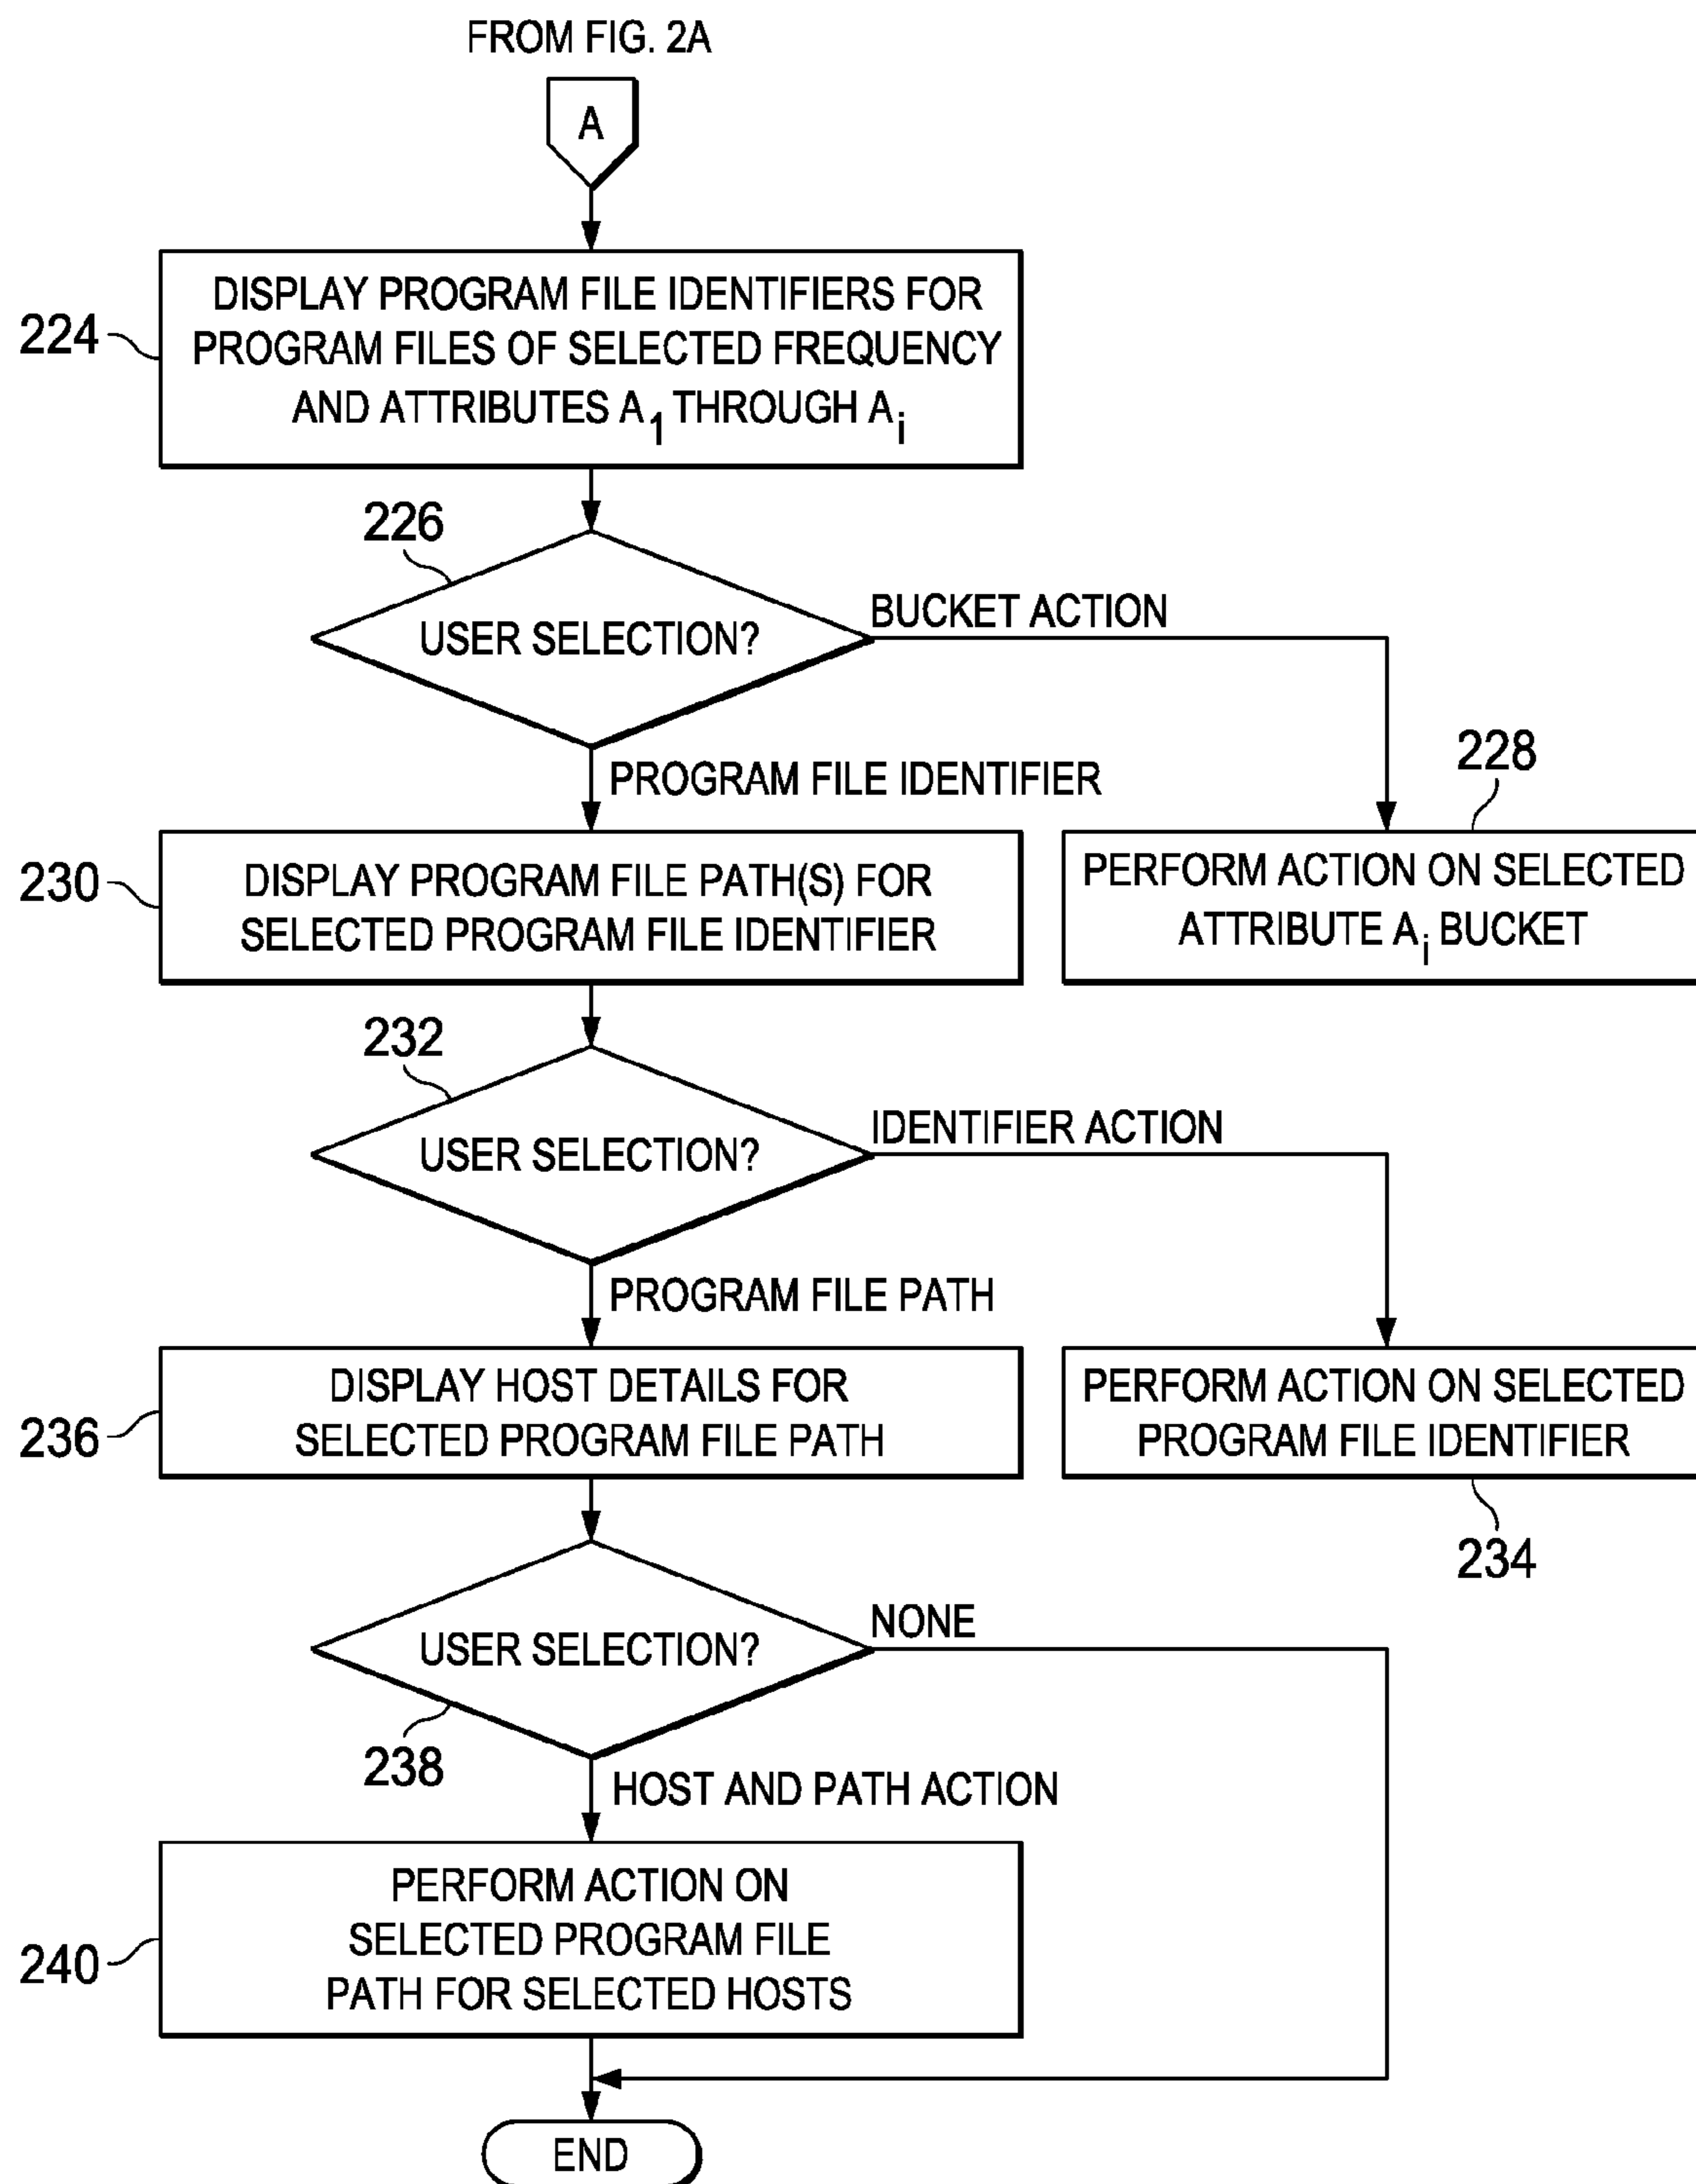 FROM FIG. 2A
A
224
DISPLAY PROGRAM FILE IDENTIFIERS FOR
PROGRAM FILES OF SELECTED FREQUENCY
AND ATTRIBUTES A1 THROUGH Ai
226
USER SELECTION?
BUCKET ACTION
PROGRAM FILE IDENTIFIER
228
230
DISPLAY PROGRAM FILE PATH(S) FOR
SELECTED PROGRAM FILE IDENTIFIER
PERFORM ACTION ON SELECTED
ATTRIBUTE Ai BUCKET
232
USER SELECTION?
IDENTIFIER ACTION
PROGRAM FILE PATH
236
DISPLAY HOST DETAILS FOR
SELECTED PROGRAM FILE PATH
PERFORM ACTION ON SELECTED
PROGRAM FILE IDENTIFIER
234
USER SELECTION?
NONE
238
HOST AND PATH ACTION
240
PERFORM ACTION ON
SELECTED PROGRAM FILE
PATH FOR SELECTED HOSTS
END